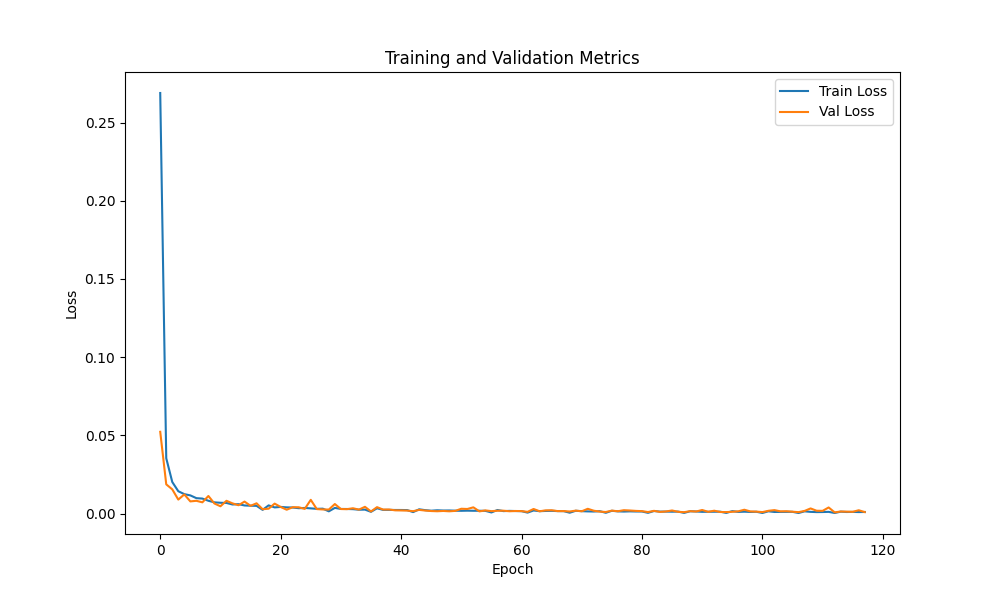 Training and Validation Metrics
Train Loss
Val Loss
0.25
0.20
0.15
0.10
0.05
0.00
Loss
0 20 40 60 80 100 120
Epoch